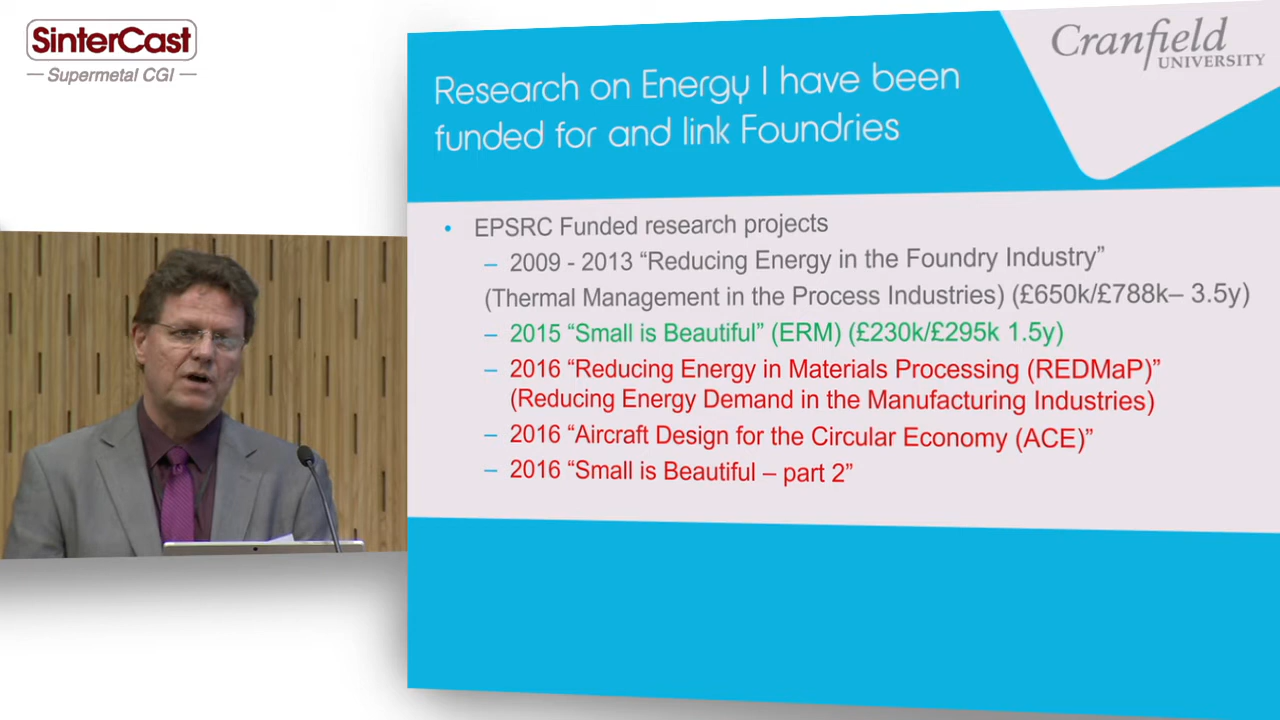 SinterCast
Supermetal CGI
Cranfield
UNIVERSITY
Research on Energy I have been
funded for and link Foundries
• EPSRC Funded research projects
– 2009 - 2013 “Reducing Energy in the Foundry Industry”
(Thermal Management in the Process Industries) (£650k/£788k– 3.5y)
– 2015 “Small is Beautiful” (ERM) (£230k/£295k 1.5y)
– 2016 “Reducing Energy in Materials Processing (REDMaP)”
(Reducing Energy Demand in the Manufacturing Industries)
– 2016 “Aircraft Design for the Circular Economy (ACE)”
– 2016 “Small is Beautiful – part 2”